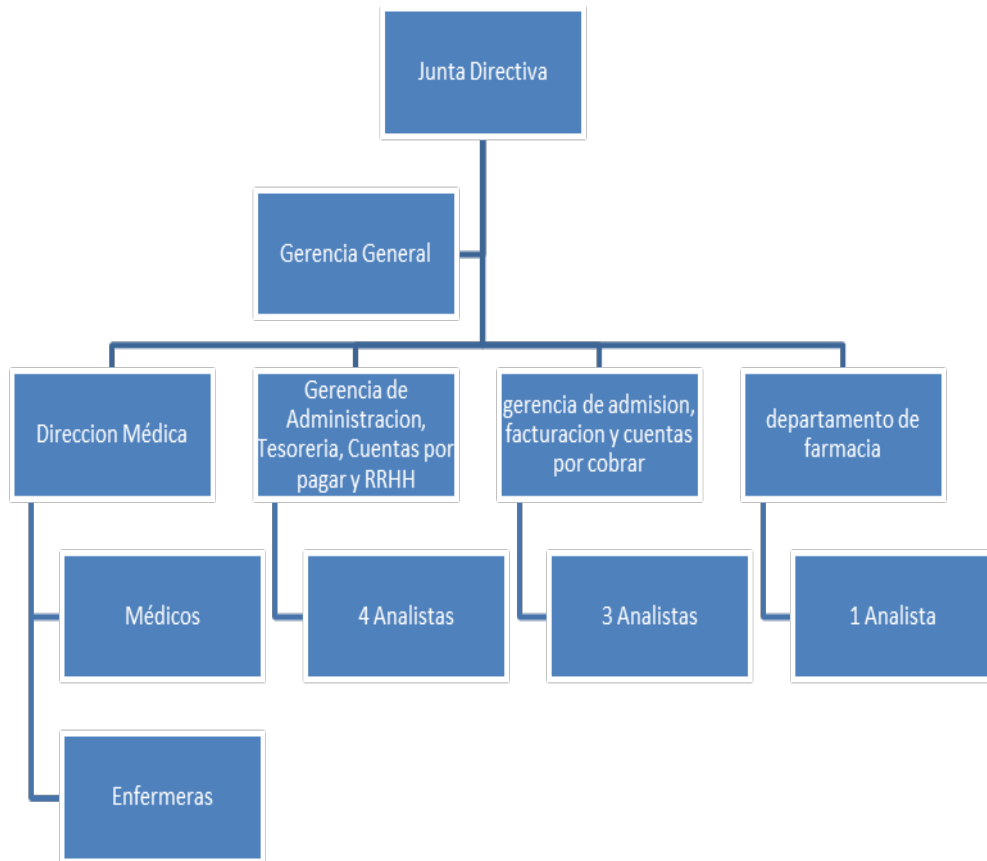 Junta Directiva
Gerencia General
Direccion Médica
Gerencia de
Administracion,
Tesoreria, Cuentas por
pagar y RRHH
gerencia de admision,
facturacion y cuentas
por cobrar
departamento de
farmacia
Médicos
4 Analistas
3 Analistas
1 Analista
Enfermeras